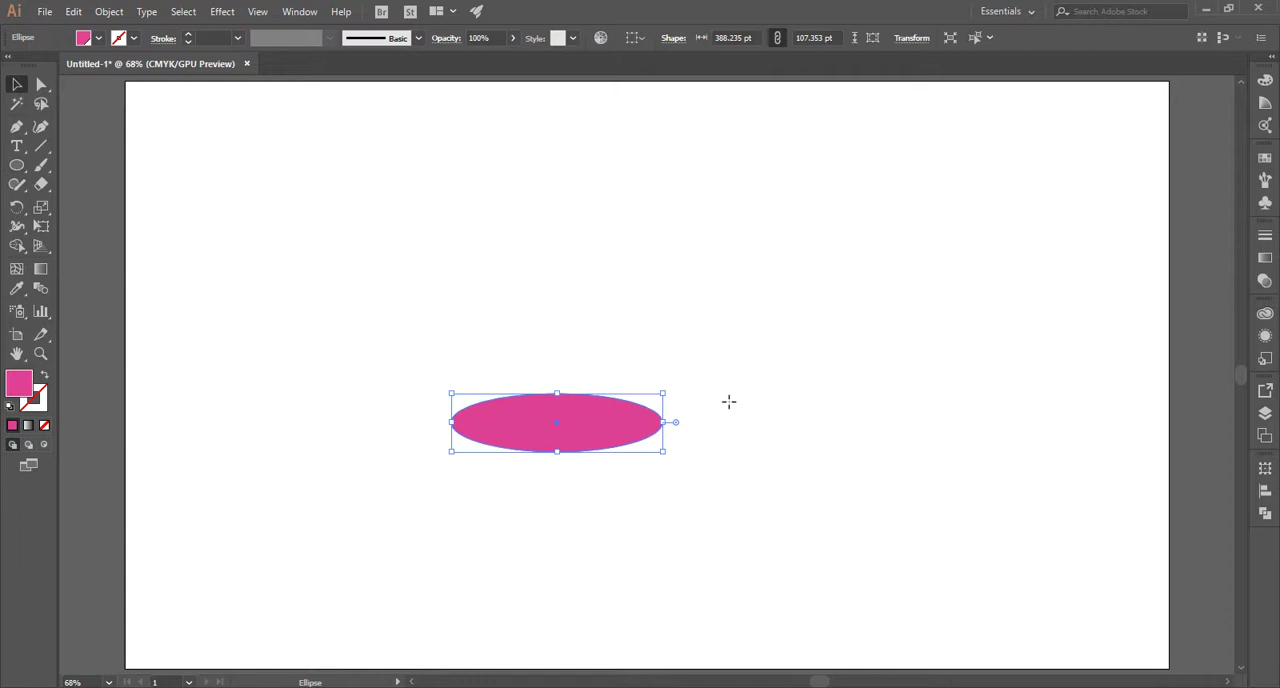 Ai File Edit Object Type Select Effect View Window Help Br St Essentials Search Adobe Stock
Ellipse Stroke: Basic Opacity: 100% Style: Shape: 388.235 pt 107.353 pt Transform
Untitled-1* @ 68% (CMYK/GPU Preview) ×
T
68% 1 Ellipse